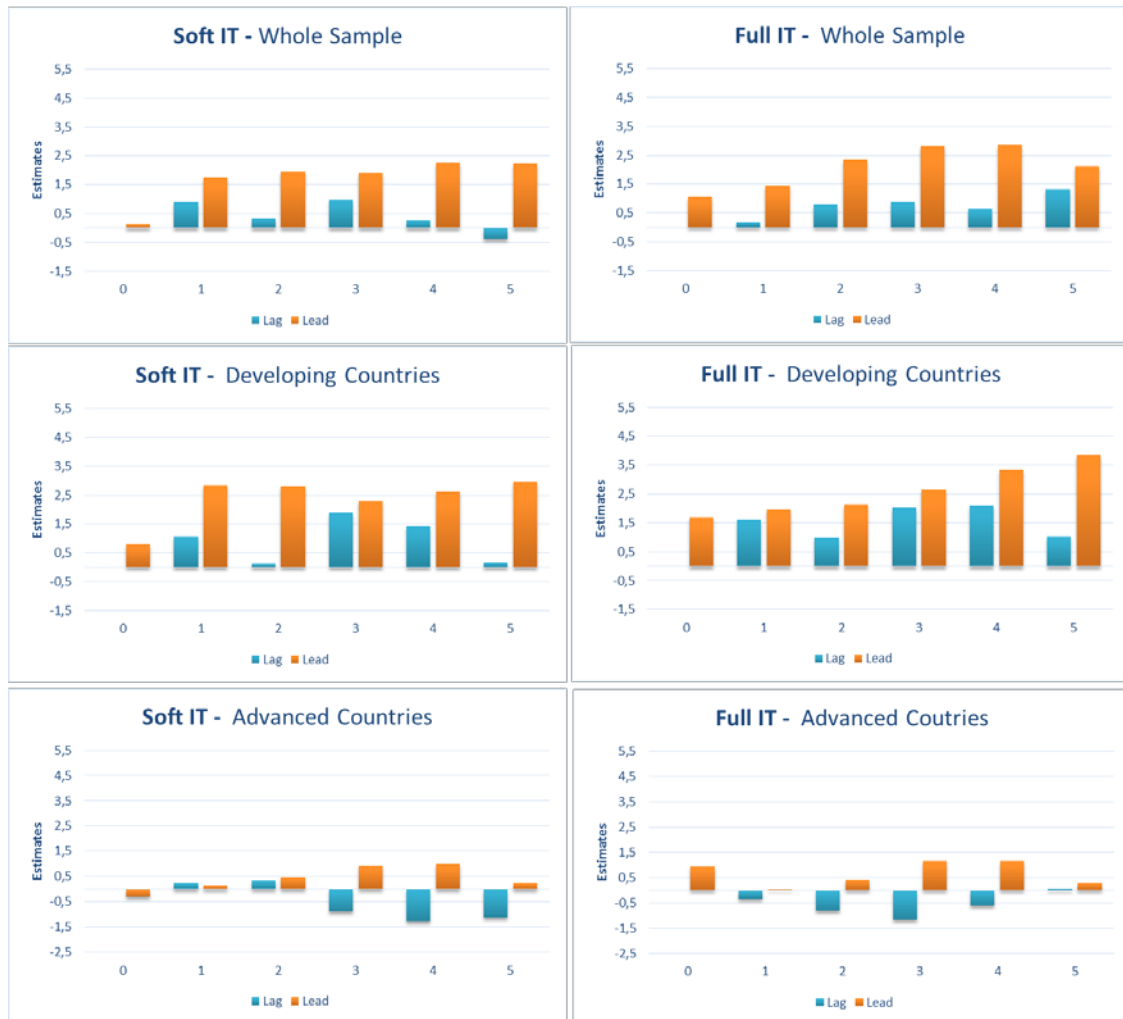 Soft IT - Whole Sample
5,5
4,5
3,5
2,5
1,5
0,5
-0,5
-1,5
Estimates
0 1 2 3 4 5
Lag Lead
Full IT - Whole Sample
5,5
4,5
3,5
2,5
1,5
0,5
-0,5
-1,5
Estimates
0 1 2 3 4 5
Lag Lead
Soft IT - Developing Countries
5,5
4,5
3,5
2,5
1,5
0,5
-0,5
-1,5
Estimates
0 1 2 3 4 5
Lag Lead
Full IT - Developing Countries
5,5
4,5
3,5
2,5
1,5
0,5
-0,5
-1,5
Estimates
0 1 2 3 4 5
Lag Lead
Soft IT - Advanced Countries
5,5
4,5
3,5
2,5
1,5
0,5
-0,5
-1,5
-2,5
Estimates
0 1 2 3 4 5
Lag Lead
Full IT - Advanced Coutries
5,5
4,5
3,5
2,5
1,5
0,5
-0,5
-1,5
-2,5
Estimates
0 1 2 3 4 5
Lag Lead